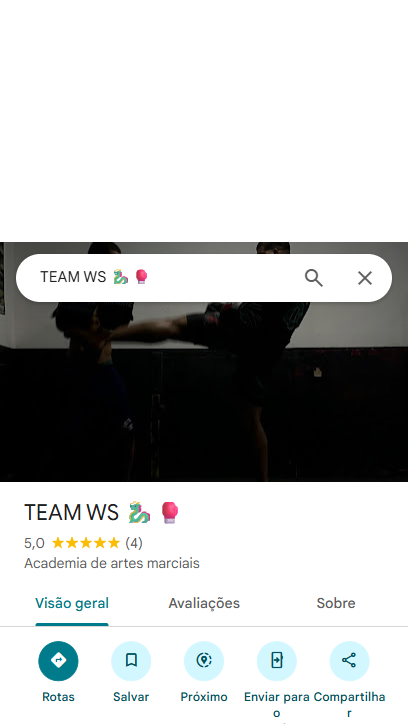 TEAM WS 🐉 🥊
TEAM WS 🐉 🥊
5,0 ★★★★★ (4)
Academia de artes marciais
Visão geral Avaliações Sobre
Rotas Salvar Próximo Enviar para o Compartilhar